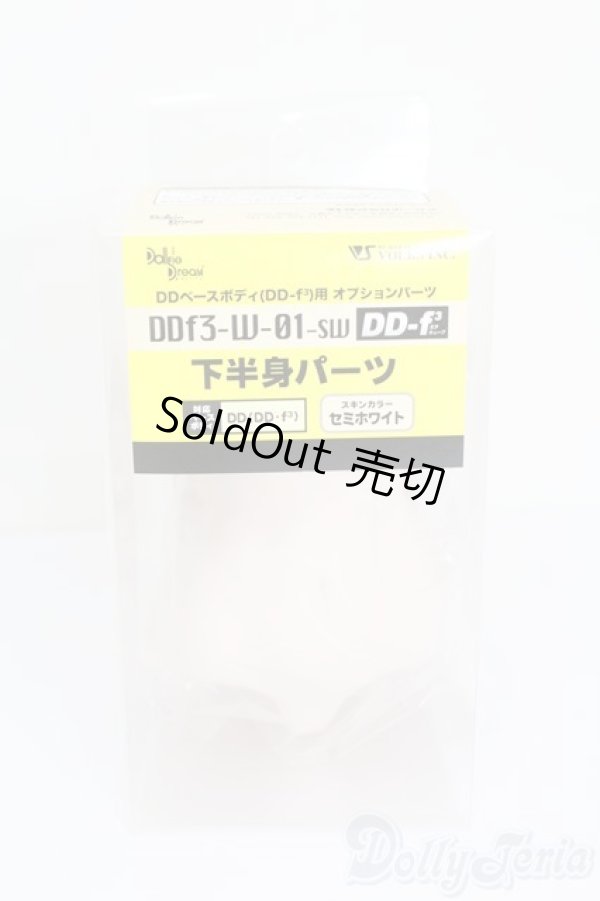 Dollfie Dream
VOLKS INC.
DDベースボディ(DD-f³)用 オプションパーツ
DDf3-W-01-SW DD-f³
下半身パーツ
DD(DD-f³)
スキンカラー
セミホワイト
SoldOut 売切
DollyTeria